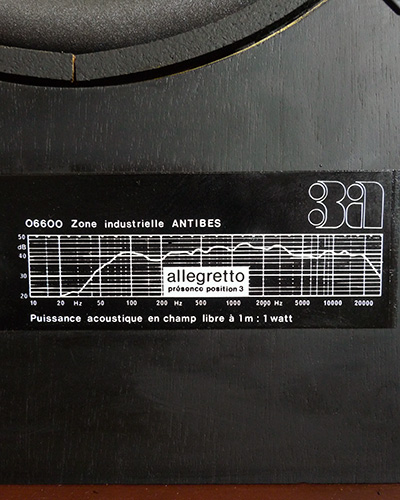 3a
06600 Zone industrielle ANTIBES
50
dB
40
30
20
allegretto
présence position 3
10 20 Hz 50 100 200 Hz 500 1000 2000 Hz 5000 10000 20000
Puissance acoustique en champ libre à 1m : 1 watt